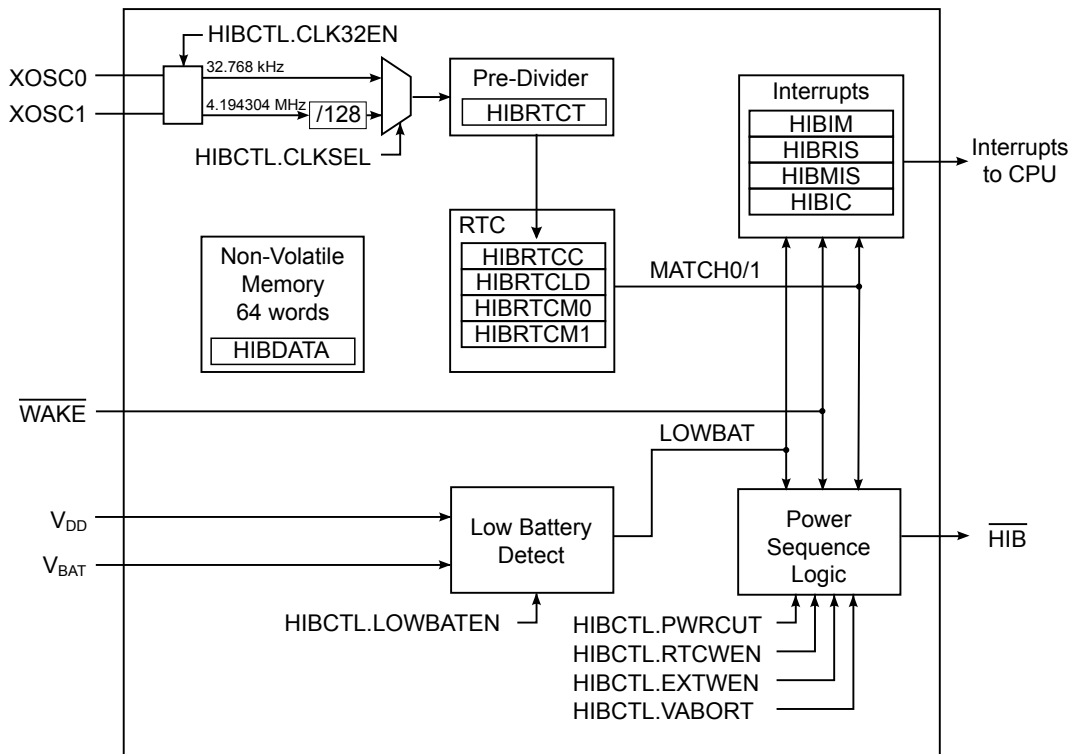 HIBCTL.CLK32EN
XOSC0
32.768 kHz
XOSC1
4.194304 MHz
/128
HIBCTL.CLKSEL
Pre-Divider
HIBRTCT
Interrupts
HIBIM
HIBRIS
HIBMIS
HIBIC
Interrupts
to CPU
Non-Volatile
Memory
64 words
HIBDATA
RTC
HIBRTCC
HIBRTCLD
HIBRTCM0
HIBRTCM1
MATCH0/1
WAKE
LOWBAT
VDD
VBAT
Low Battery
Detect
HIBCTL.LOWBATEN
Power
Sequence
Logic
HIB
HIBCTL.PWRCUT
HIBCTL.RTCWEN
HIBCTL.EXTWEN
HIBCTL.VABORT